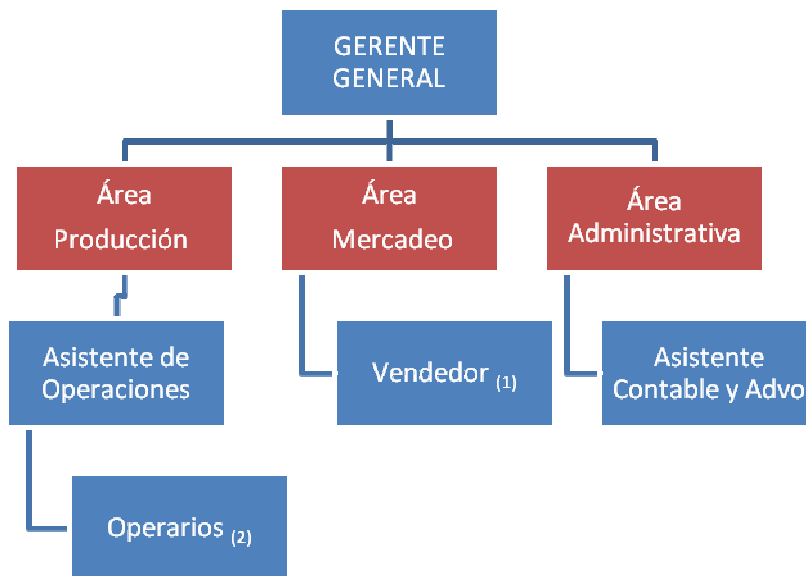 GERENTE
GENERAL
Área
Producción
Área
Mercadeo
Área
Administrativa
Asistente de
Operaciones
Vendedor (1)
Asistente
Contable y Advo
Operarios (2)